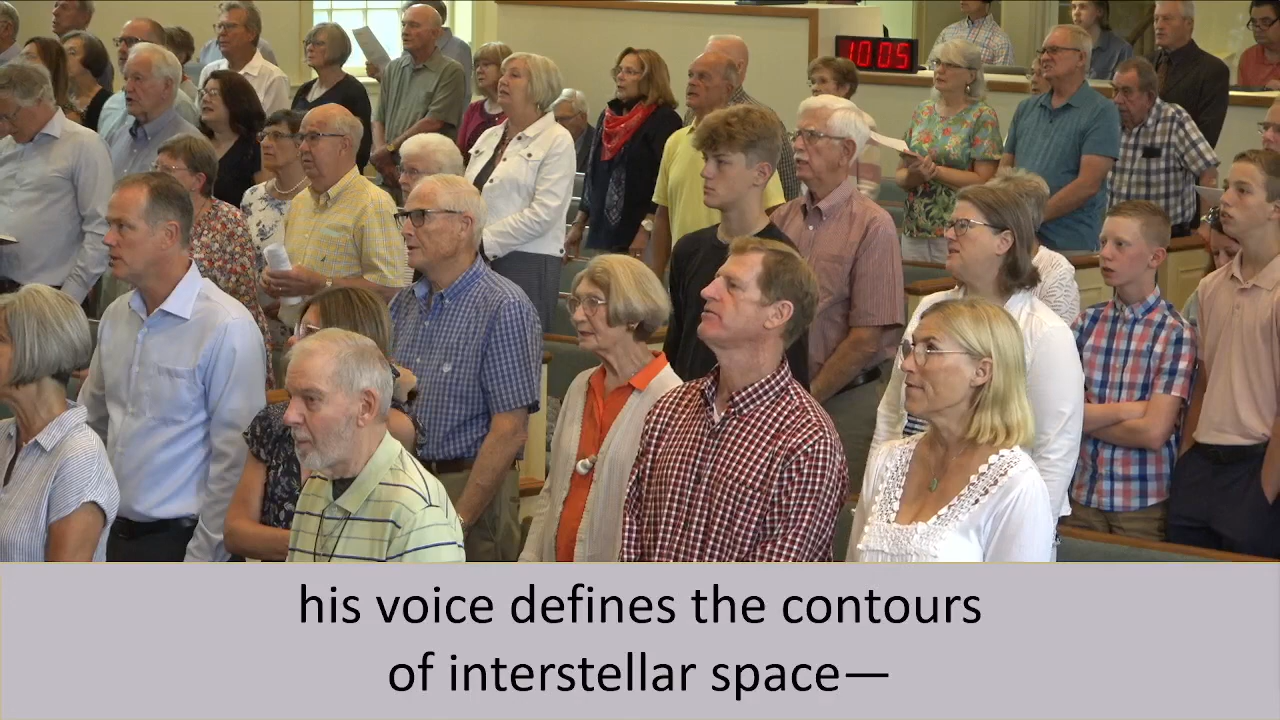 10:05
his voice defines the contours
of interstellar space—